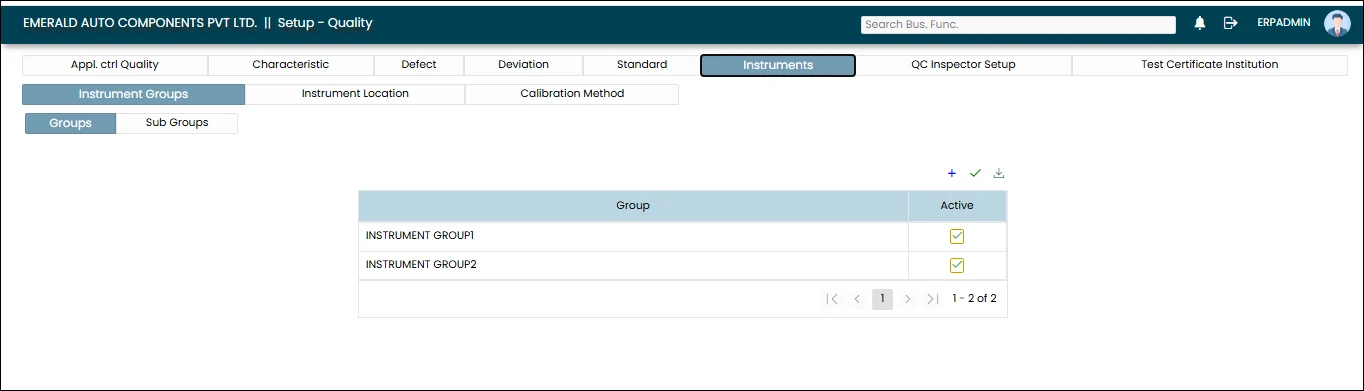 EMERALD AUTO COMPONENTS PVT LTD. || Setup - Quality
Search Bus. Func.
ERPADMIN
Appl. ctrl Quality Characteristic Defect Deviation Standard Instruments QC Inspector Setup Test Certificate Institution
Instrument Groups Instrument Location Calibration Method
Groups Sub Groups
Group Active
INSTRUMENT GROUP1
INSTRUMENT GROUP2
1 1 - 2 of 2